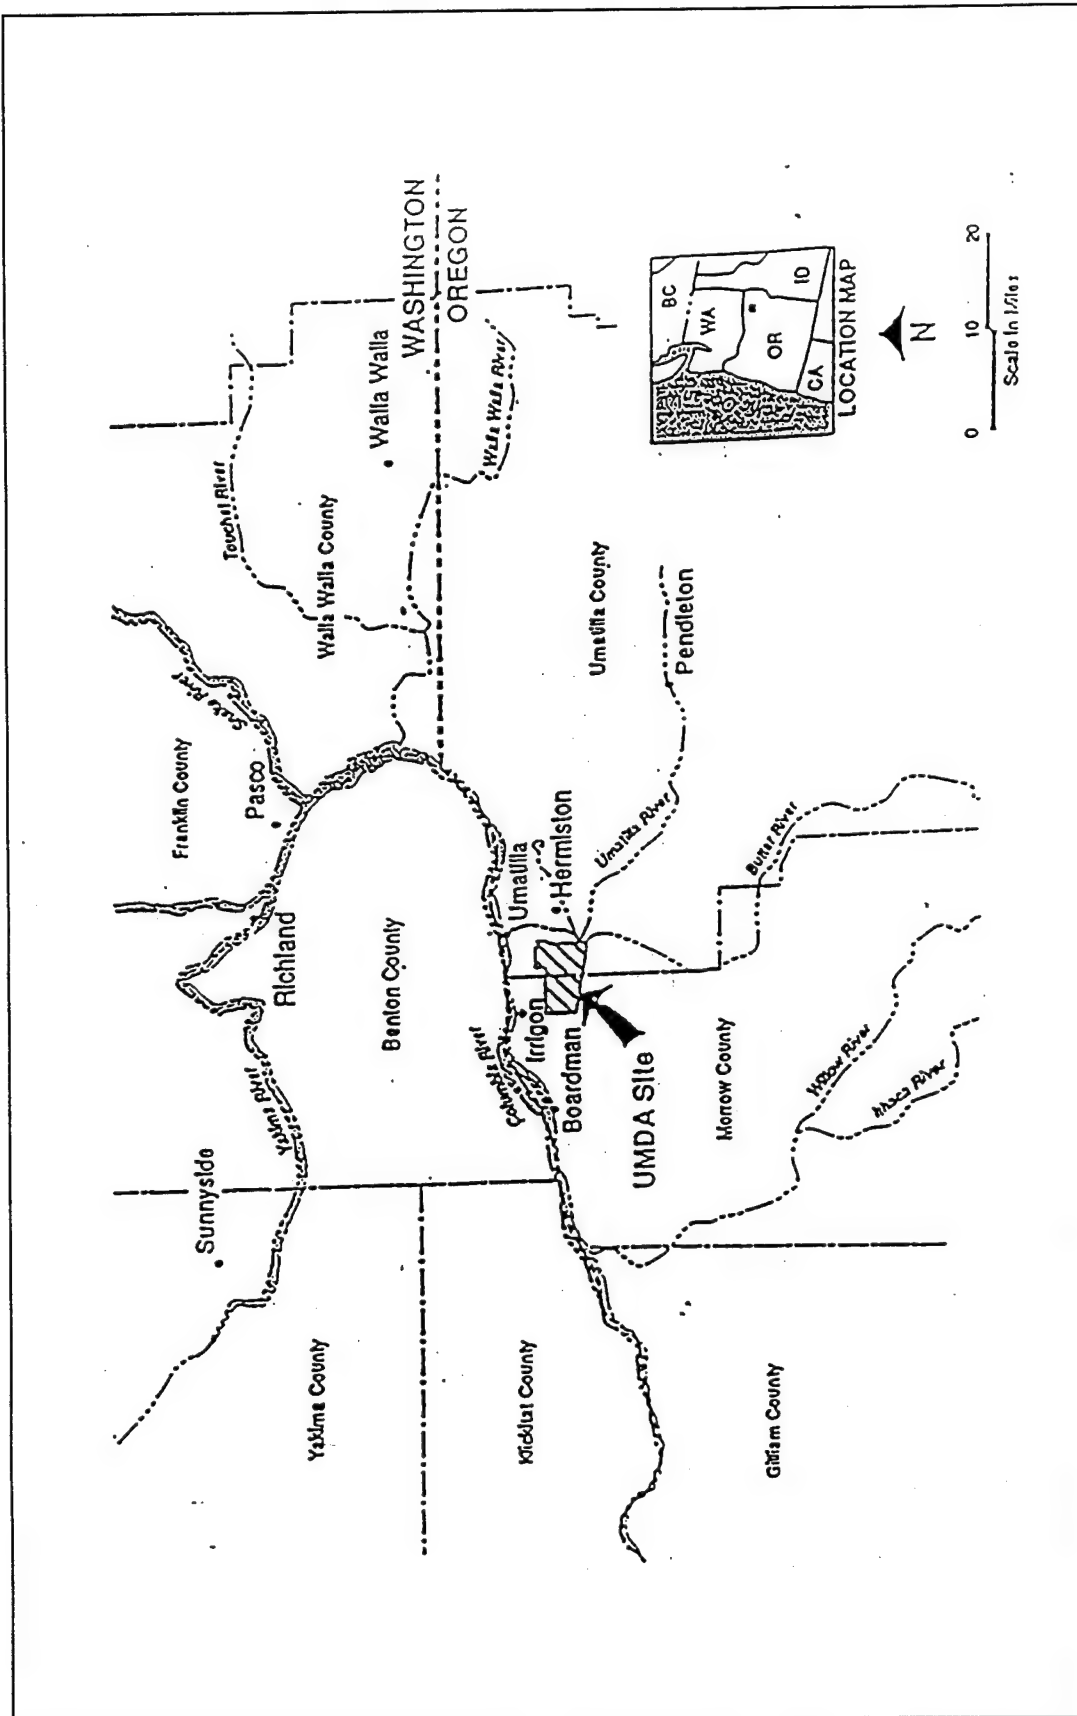 Sunnyside
Yakima River
Yakima County
Klickitat County
Gilliam County
Richland
Franklin County
Pasco
Snake River
Benton County
Touchet River
Walla Walla County
Walla Walla
WASHINGTON
OREGON
Walla Walla River
Columbia River
Irrigon
Boardman
UMDA Site
Umatilla
Hermiston
Umatilla River
Umatilla County
Pendleton
Butter River
Morrow County
Willow River
River
BC
WA
OR
ID
CA
LOCATION MAP
N
0 10 20
Scale in Miles